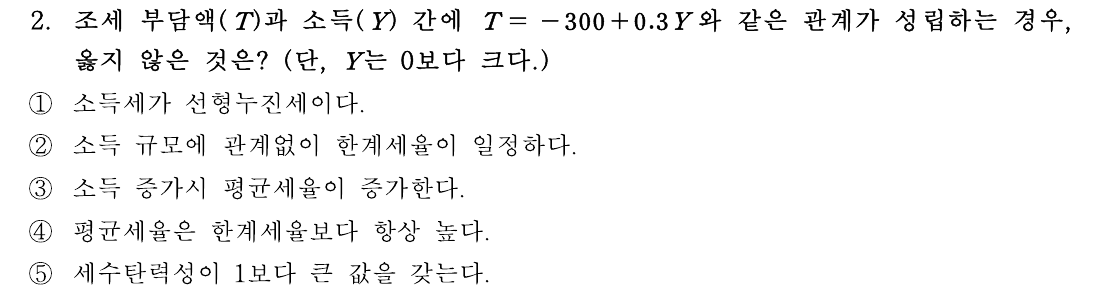 2. 조세 부담액(T)과 소득(Y) 간에 T = -300 + 0.3Y와 같은 관계가 성립하는 경우,
옳지 않은 것은? (단, Y는 0보다 크다.)
① 소득세가 선형누진세이다.
② 소득 규모에 관계없이 한계세율이 일정하다.
③ 소득 증가시 평균세율이 증가한다.
④ 평균세율은 한계세율보다 항상 높다.
⑤ 세수탄력성이 1보다 큰 값을 갖는다.